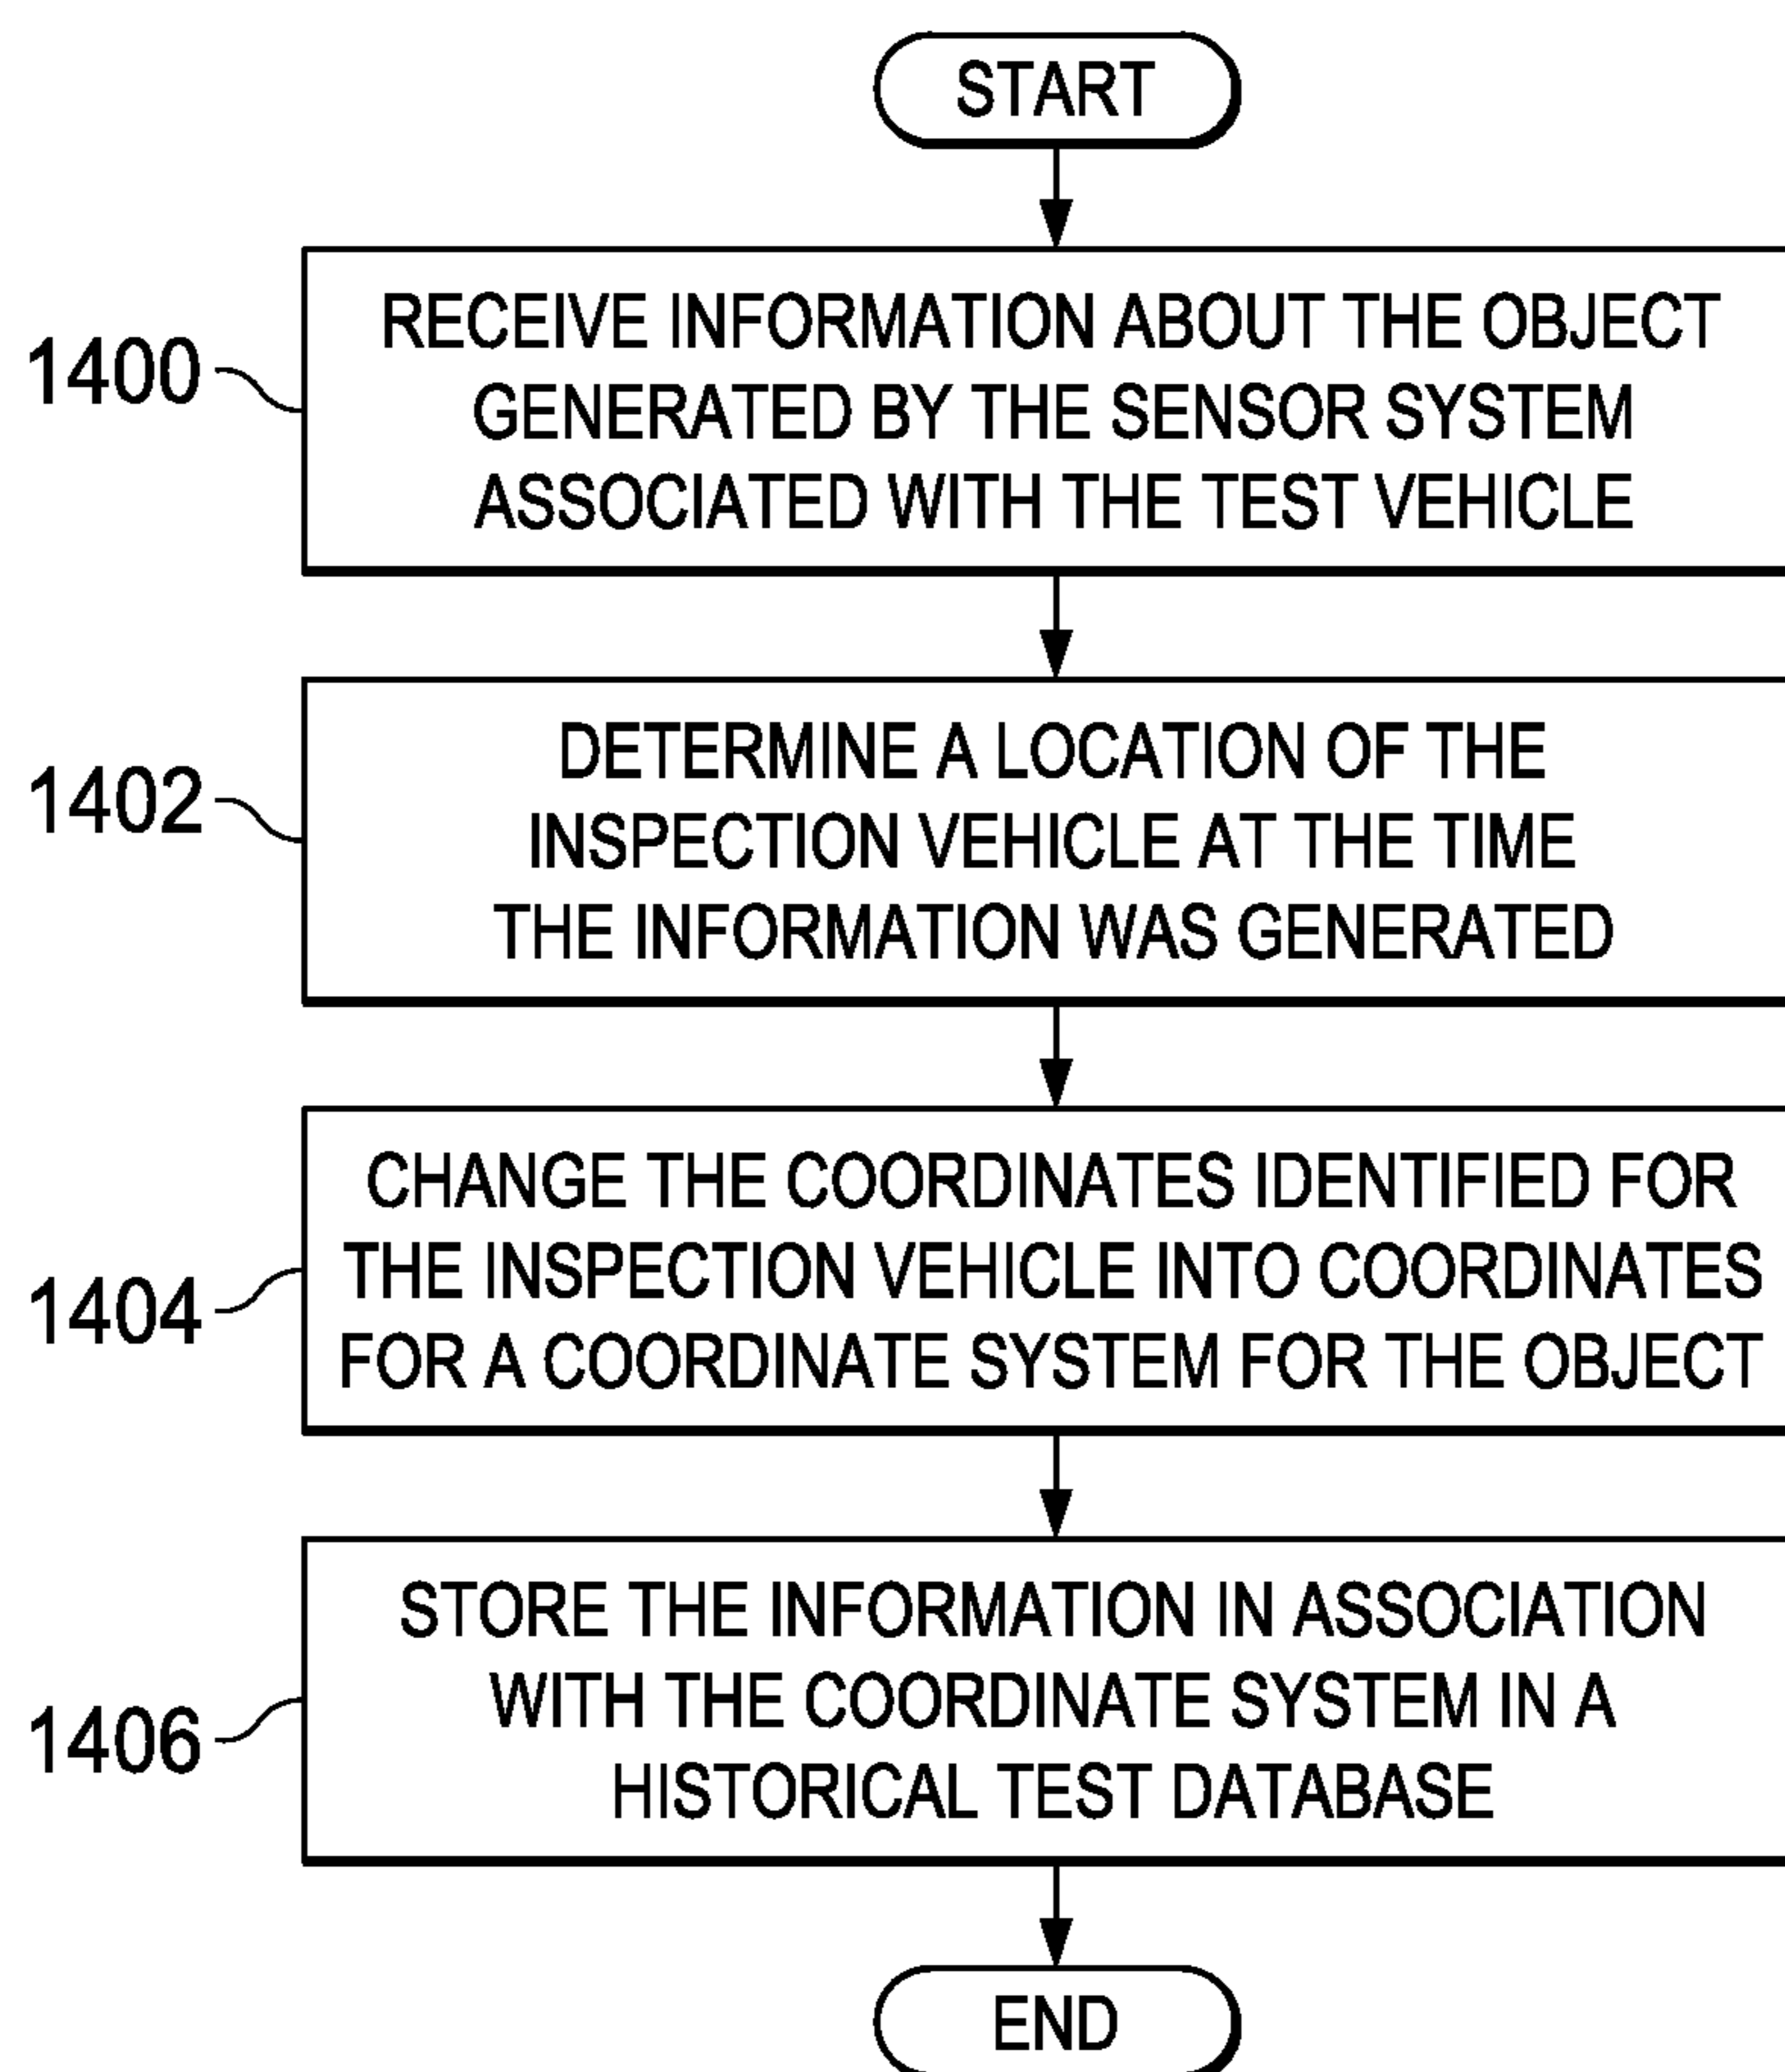 START
1400
RECEIVE INFORMATION ABOUT THE OBJECT
GENERATED BY THE SENSOR SYSTEM
ASSOCIATED WITH THE TEST VEHICLE
1402
DETERMINE A LOCATION OF THE
INSPECTION VEHICLE AT THE TIME
THE INFORMATION WAS GENERATED
1404
CHANGE THE COORDINATES IDENTIFIED FOR
THE INSPECTION VEHICLE INTO COORDINATES
FOR A COORDINATE SYSTEM FOR THE OBJECT
1406
STORE THE INFORMATION IN ASSOCIATION
WITH THE COORDINATE SYSTEM IN A
HISTORICAL TEST DATABASE
END